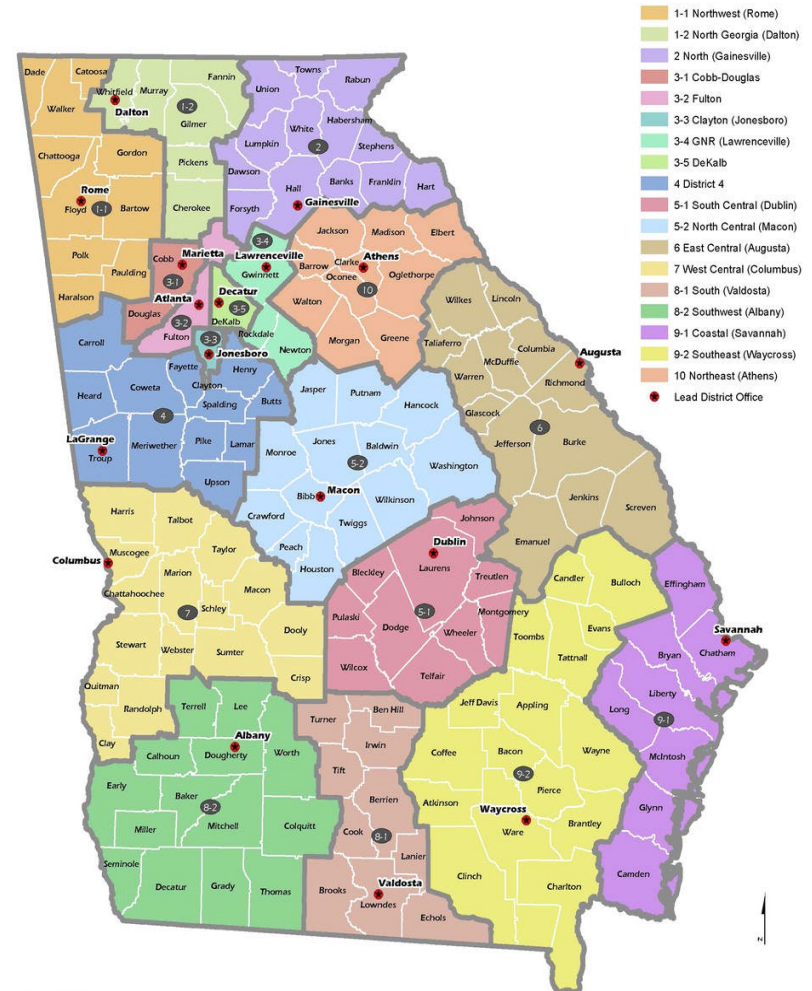 1-1 Northwest (Rome)
1-2 North Georgia (Dalton)
2 North (Gainesville)
3-1 Cobb-Douglas
3-2 Fulton
3-3 Clayton (Jonesboro)
3-4 GNR (Lawrenceville)
3-5 DeKalb
4 District 4
5-1 South Central (Dublin)
5-2 North Central (Macon)
6 East Central (Augusta)
7 West Central (Columbus)
8-1 South (Valdosta)
8-2 Southwest (Albany)
9-1 Coastal (Savannah)
9-2 Southeast (Waycross)
10 Northeast (Athens)
Lead District Office
Dade
Catoosa
Walker
Chattooga
Gordon
Rome
Floyd
1-1
Bartow
Polk
Paulding
Haralson
Whitfield
Murray
Fannin
Dalton
1-2
Gilmer
Pickens
Cherokee
Towns
Rabun
Union
White
Habersham
Lumpkin
2
Stephens
Dawson
Banks
Franklin
Hart
Hall
Forsyth
Gainesville
Cobb
Marietta
3-1
Douglas
Atlanta
3-2
Fulton
3-4
Lawrenceville
Gwinnett
Decatur
3-5
DeKalb
Rockdale
Newton
3-3
Jonesboro
Clayton
Jackson
Madison
Elbert
Barrow
Clarke
Athens
Oconee
Oglethorpe
10
Walton
Morgan
Greene
Carroll
Fayette
Henry
Heard
Coweta
Spalding
Butts
4
LaGrange
Troup
Meriwether
Pike
Lamar
Upson
Jasper
Putnam
Hancock
Monroe
Jones
Baldwin
5-2
Washington
Bibb
Macon
Wilkinson
Crawford
Twiggs
Peach
Houston
Wilkes
Lincoln
Taliaferro
Columbia
McDuffie
Augusta
Warren
Richmond
Glascock
Jefferson
6
Burke
Jenkins
Screven
Emanuel
Harris
Talbot
Columbus
Muscogee
Taylor
Marion
Chattahoochee
Macon
7
Schley
Dooly
Stewart
Webster
Sumter
Crisp
Quitman
Randolph
Clay
Johnson
Dublin
Laurens
Bleckley
Treutlen
Pulaski
5-1
Montgomery
Dodge
Wheeler
Wilcox
Telfair
Candler
Bulloch
Toombs
Evans
Tattnall
Jeff Davis
Appling
Coffee
Bacon
Wayne
9-2
Pierce
Atkinson
Waycross
Ware
Brantley
Clinch
Charlton
Effingham
Savannah
Chatham
Bryan
Liberty
Long
9-1
McIntosh
Glynn
Camden
Terrell
Lee
Albany
Calhoun
Dougherty
Worth
Early
Baker
8-2
Miller
Mitchell
Colquitt
Seminole
Decatur
Grady
Thomas
Turner
Ben Hill
Irwin
Tift
Berrien
Cook
8-1
Lanier
Brooks
Valdosta
Lowndes
Echols
N